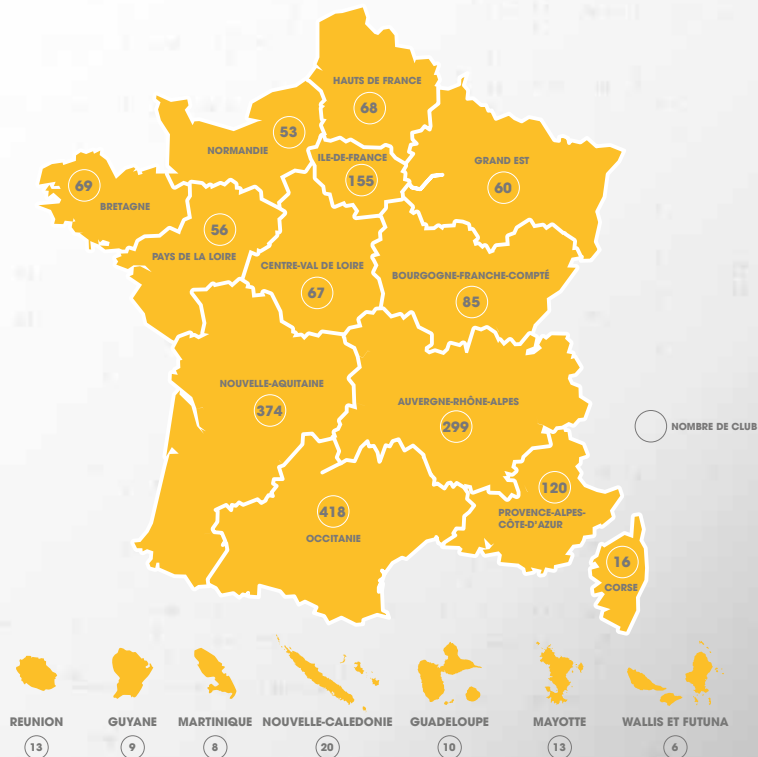 HAUTS DE FRANCE
68
53
NORMANDIE
ILE-DE-FRANCE
155
GRAND EST
60
69
BRETAGNE
56
PAYS DE LA LOIRE
CENTRE-VAL DE LOIRE
67
BOURGOGNE-FRANCHE-COMPTÉ
85
NOUVELLE-AQUITAINE
374
AUVERGNE-RHÔNE-ALPES
299
NOMBRE DE CLUB
120
PROVENCE-ALPES-
CÔTE-D'AZUR
418
OCCITANIE
16
CORSE
REUNION
13
GUYANE
9
MARTINIQUE
8
NOUVELLE-CALEDONIE
20
GUADELOUPE
10
MAYOTTE
13
WALLIS ET FUTUNA
6